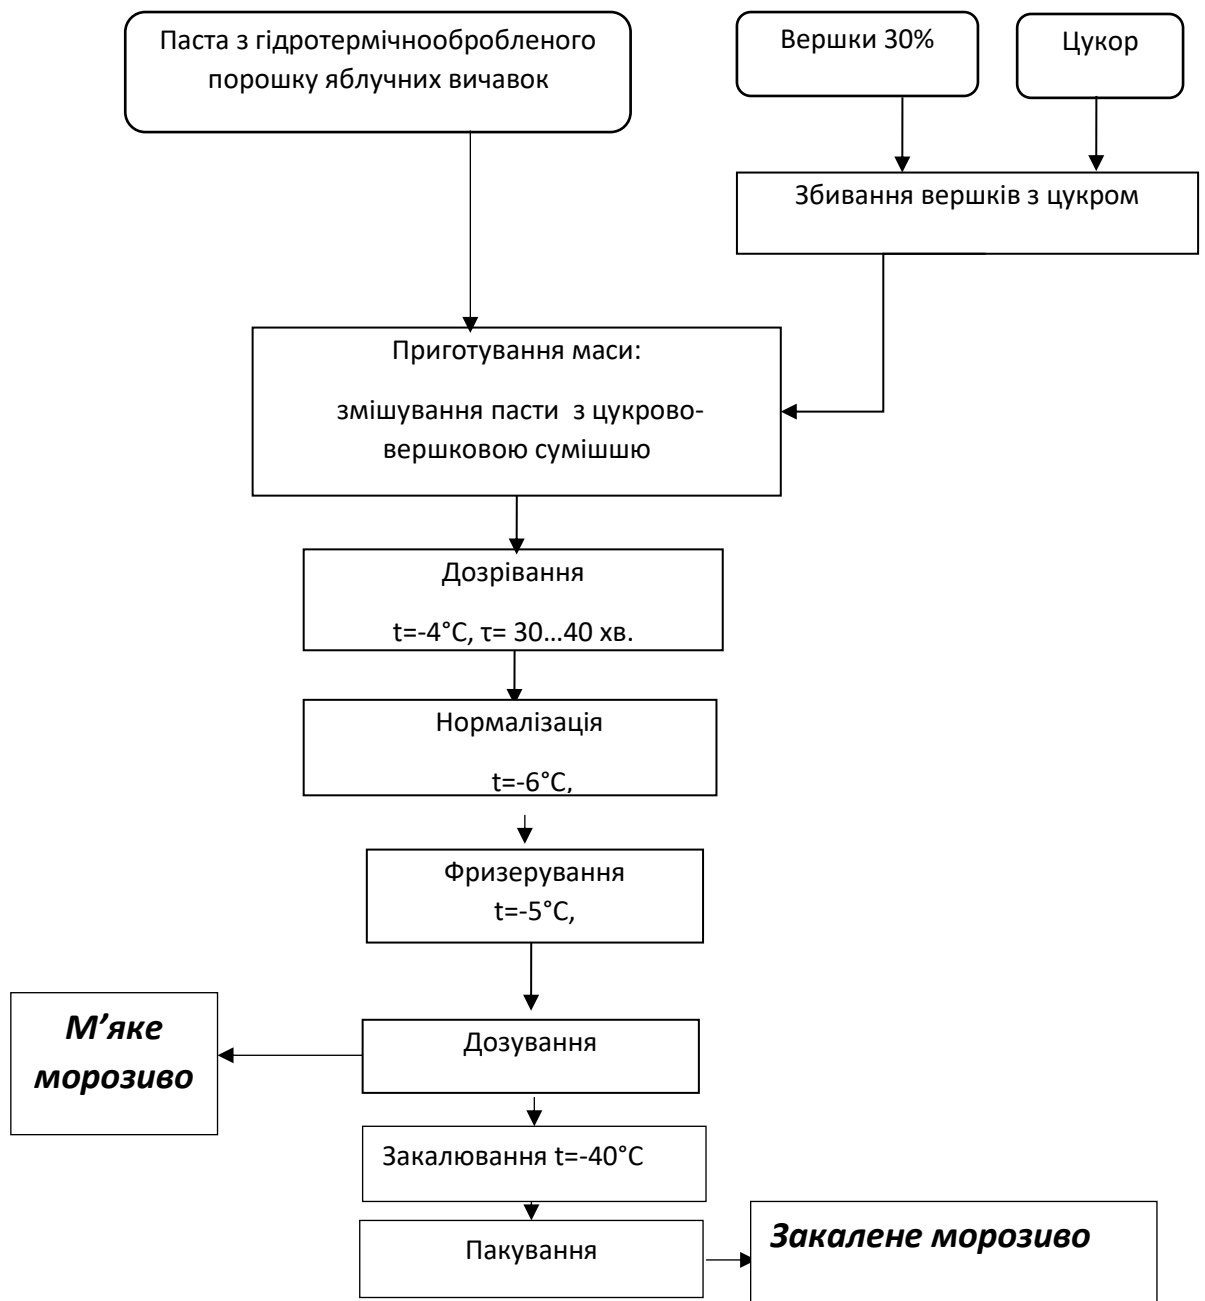 Паста з гідротермічнообробленого
порошку яблучних вичавок
Вершки 30%
Цукор
Збивання вершків з цукром
Приготування маси:
змішування пасти з цукрово-
вершковою сумішшю
Дозрівання
t=-4°С, τ= 30...40 хв.
Нормалізація
t=-6°С,
Фризерування
t=-5°С,
М’яке
морозиво
Дозування
Закалювання t=-40°С
Пакування
Закалене морозиво